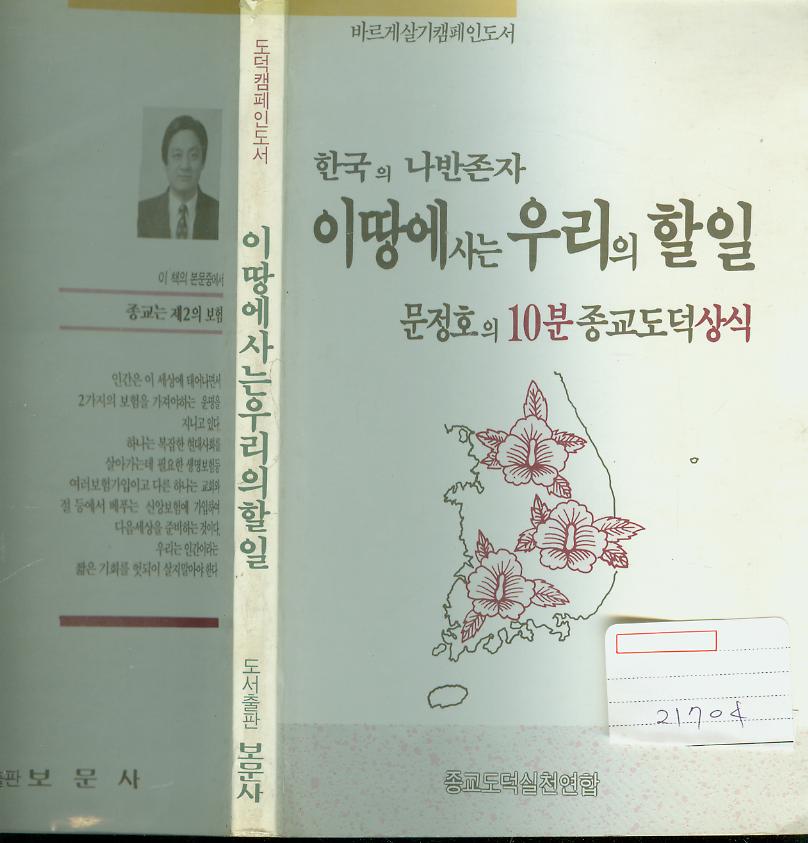 이 책의 본문중에서
종교는 제2의 보험
인간은 이 세상에 태어나면서
2가지의 보험을 가져야하는 운명을
지니고 있다.
하나는 복잡한 현대사회를
살아가는데 필요한 생명보험등
여러보험가입이고 다른 하나는 교회와
절 등에서 베푸는 신앙보험에 가입하여
다음세상을 준비하는 것이다.
우리는 인간이라는
짧은 기회를 헛되이 살지말아야 한다.
출판 보문사
도덕캠페인도서
이땅에사는우리의할일
도서출판 보문사
바르게살기캠페인도서
한국의 나반존자
이땅에사는 우리의 할일
문정호의 10분종교도덕상식
21704
종교도덕실천연합